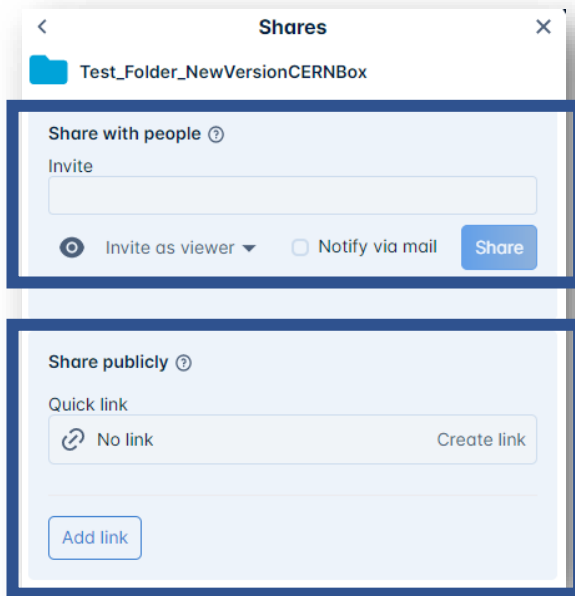 Shares
Test_Folder_NewVersionCERNBox
Share with people
Invite
Invite as viewer Notify via mail Share
Share publicly
Quick link
No link Create link
Add link